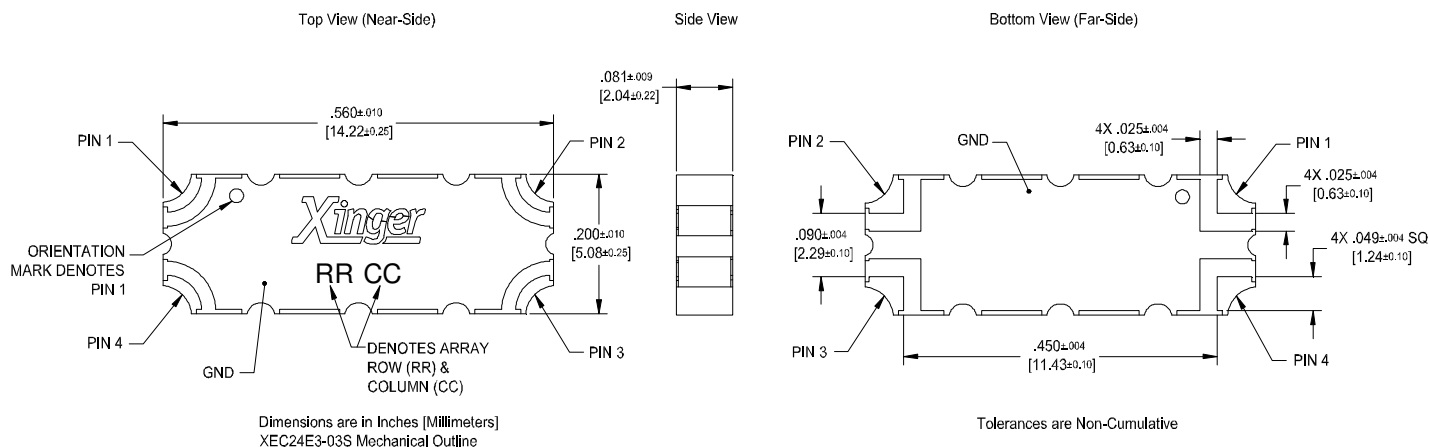 Top View (Near-Side)
Side View
Bottom View (Far-Side)
.081±.009
[2.04±0.22]
.560±.010
[14.22±0.25]
4X .025±.004
[0.63±0.10]
PIN 1
PIN 2
PIN 2
GND
PIN 1
4X .025±.004
[0.63±0.10]
Xinger
.200±.010
[5.08±0.25]
.090±.004
[2.29±0.10]
4X .049±.004 SQ
[1.24±0.10]
ORIENTATION
MARK DENOTES
PIN 1
RR CC
PIN 4
GND
DENOTES ARRAY
ROW (RR) &
COLUMN (CC)
PIN 3
PIN 3
.450±.004
[11.43±0.10]
PIN 4
Dimensions are in Inches [Millimeters]
XEC24E3-03S Mechanical Outline
Tolerances are Non-Cumulative